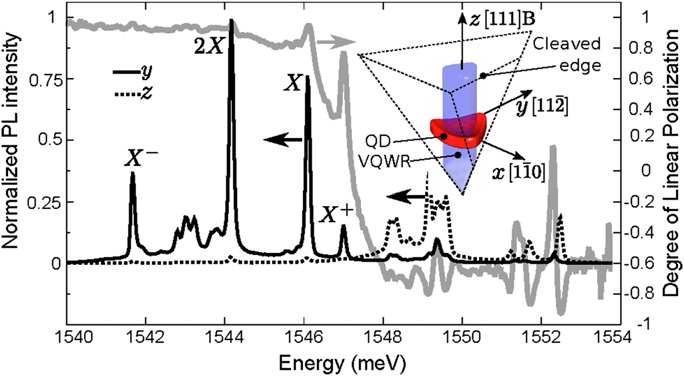 Normalized PL intensity
1
0.75
0.5
0.25
0
y
z
X⁻
2X
X
X⁺
z [111]B
Cleaved
edge
y [112̄]
QD
VQWR
x [11̄0]
1
0.8
0.6
0.4
0.2
0
-0.2
-0.4
-0.6
-0.8
-1
Degree of Linear Polarization
1540 1542 1544 1546 1548 1550 1552 1554
Energy (meV)